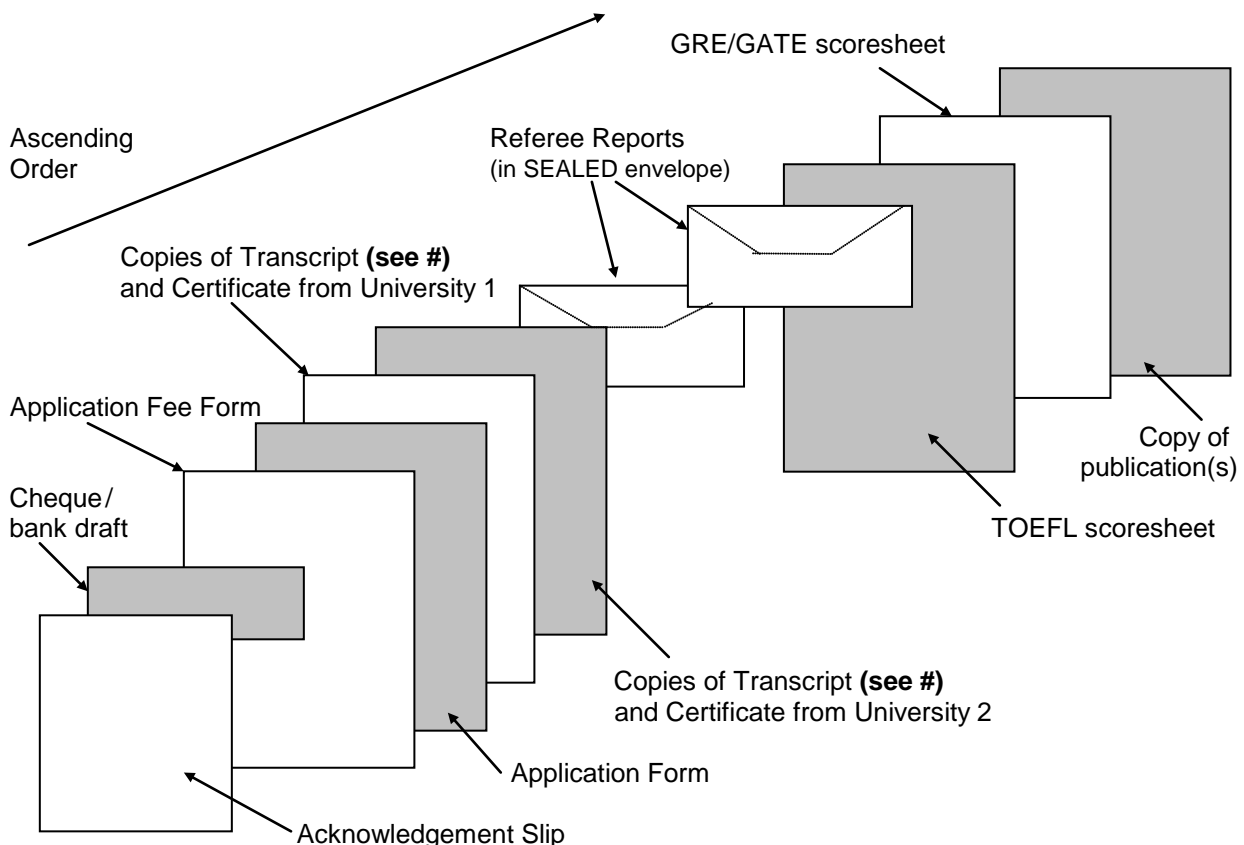 GRE/GATE scoresheet
Ascending
Order
Referee Reports
(in SEALED envelope)
Copies of Transcript (see #)
and Certificate from University 1
Application Fee Form
Cheque/
bank draft
Copy of
publication(s)
TOEFL scoresheet
Copies of Transcript (see #)
and Certificate from University 2
Application Form
Acknowledgement Slip